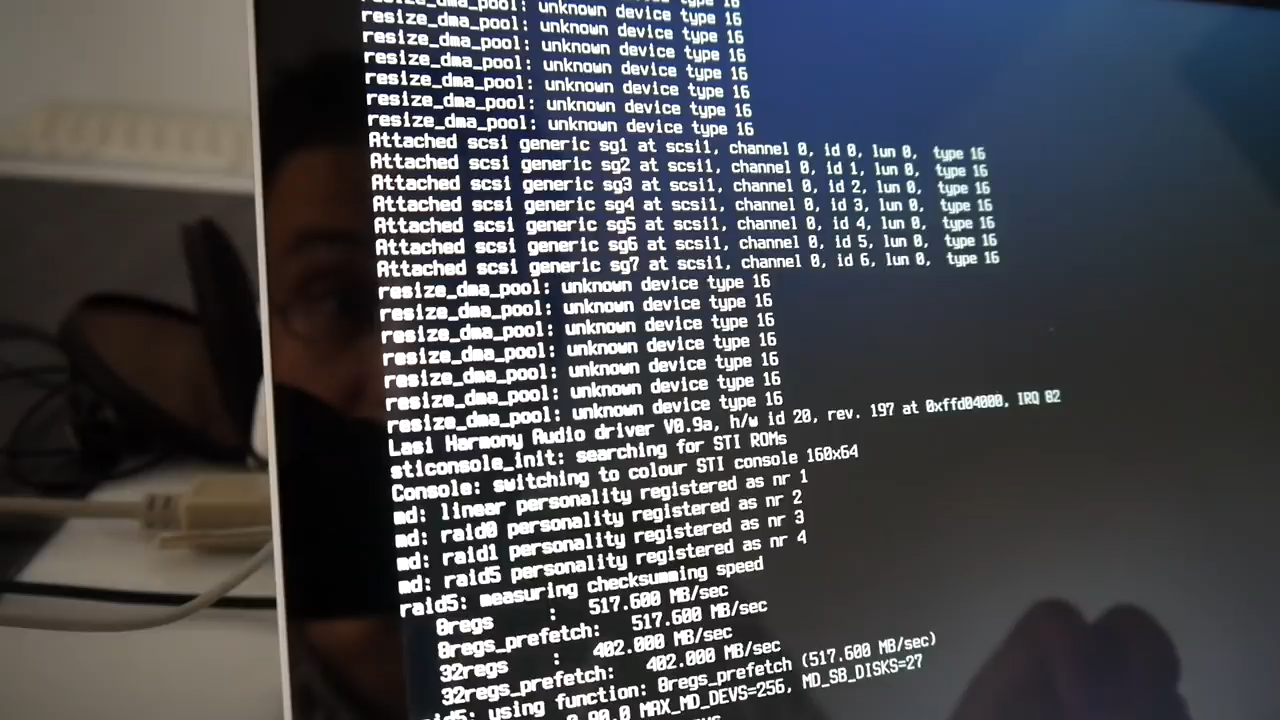 resize_dma_pool: unknown device type 16
resize_dma_pool: unknown device type 16
resize_dma_pool: unknown device type 16
resize_dma_pool: unknown device type 16
resize_dma_pool: unknown device type 16
resize_dma_pool: unknown device type 16
resize_dma_pool: unknown device type 16
Attached scsi generic sg1 at scsi1, channel 0, id 0, lun 0, type 16
Attached scsi generic sg2 at scsi1, channel 0, id 1, lun 0, type 16
Attached scsi generic sg3 at scsi1, channel 0, id 2, lun 0, type 16
Attached scsi generic sg4 at scsi1, channel 0, id 3, lun 0, type 16
Attached scsi generic sg5 at scsi1, channel 0, id 4, lun 0, type 16
Attached scsi generic sg6 at scsi1, channel 0, id 5, lun 0, type 16
Attached scsi generic sg7 at scsi1, channel 0, id 6, lun 0, type 16
resize_dma_pool: unknown device type 16
resize_dma_pool: unknown device type 16
resize_dma_pool: unknown device type 16
resize_dma_pool: unknown device type 16
resize_dma_pool: unknown device type 16
resize_dma_pool: unknown device type 16
resize_dma_pool: unknown device type 16
Lasi Harmony Audio driver V0.9a, h/w id 20, rev. 197 at 0xffd04000, IRQ 82
sticonsole_init: searching for STI ROMs
Console: switching to colour STI console 160x64
md: linear personality registered as nr 1
md: raid0 personality registered as nr 2
md: raid1 personality registered as nr 3
md: raid5 personality registered as nr 4
raid5: measuring checksumming speed
8regs : 517.600 MB/sec
8regs_prefetch: 517.600 MB/sec
32regs : 402.000 MB/sec
32regs_prefetch: 402.000 MB/sec
using function: 8regs_prefetch (517.600 MB/sec)
MAX_MD_DEVS=256, MD_SB_DISKS=27